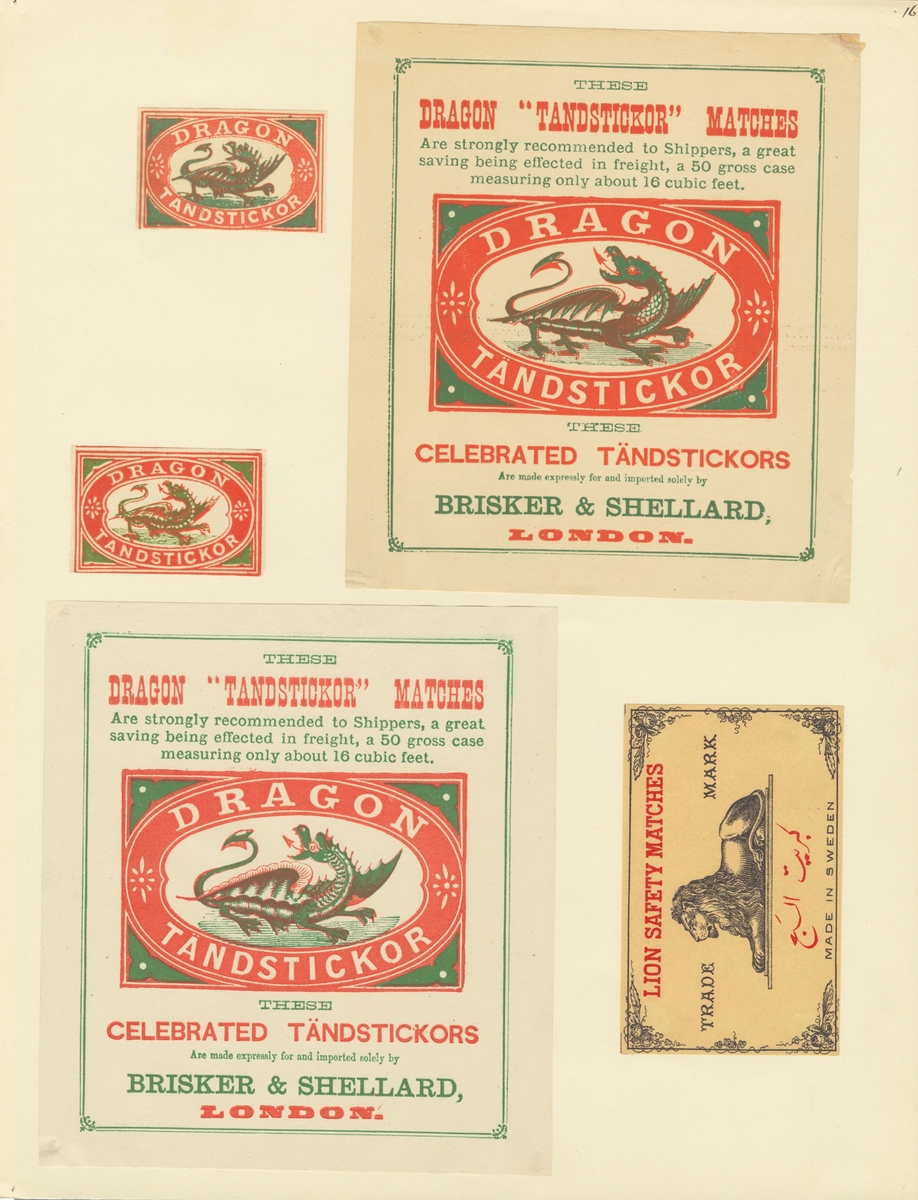 16
DRAGON
TÄNDSTICKOR
THESE
DRAGON "TANDSTICKOR" MATCHES
Are strongly recommended to Shippers, a great
saving being effected in freight, a 50 gross case
measuring only about 16 cubic feet.
DRAGON
TÄNDSTICKOR
THESE
CELEBRATED TÄNDSTICKORS
Are made expressly for and imported solely by
BRISKER & SHELLARD,
LONDON.
DRAGON
TANDSTICKOR
THESE
DRAGON "TANDSTICKOR" MATCHES
Are strongly recommended to Shippers, a great
saving being effected in freight, a 50 gross case
measuring only about 16 cubic feet.
DRAGON
TÄNDSTICKOR
THESE
CELEBRATED TÄNDSTICKORS
Are made expressly for and imported solely by
BRISKER & SHELLARD,
LONDON.
LION SAFETY MATCHES
TRADE MARK
كبريت السبع
MADE IN SWEDEN